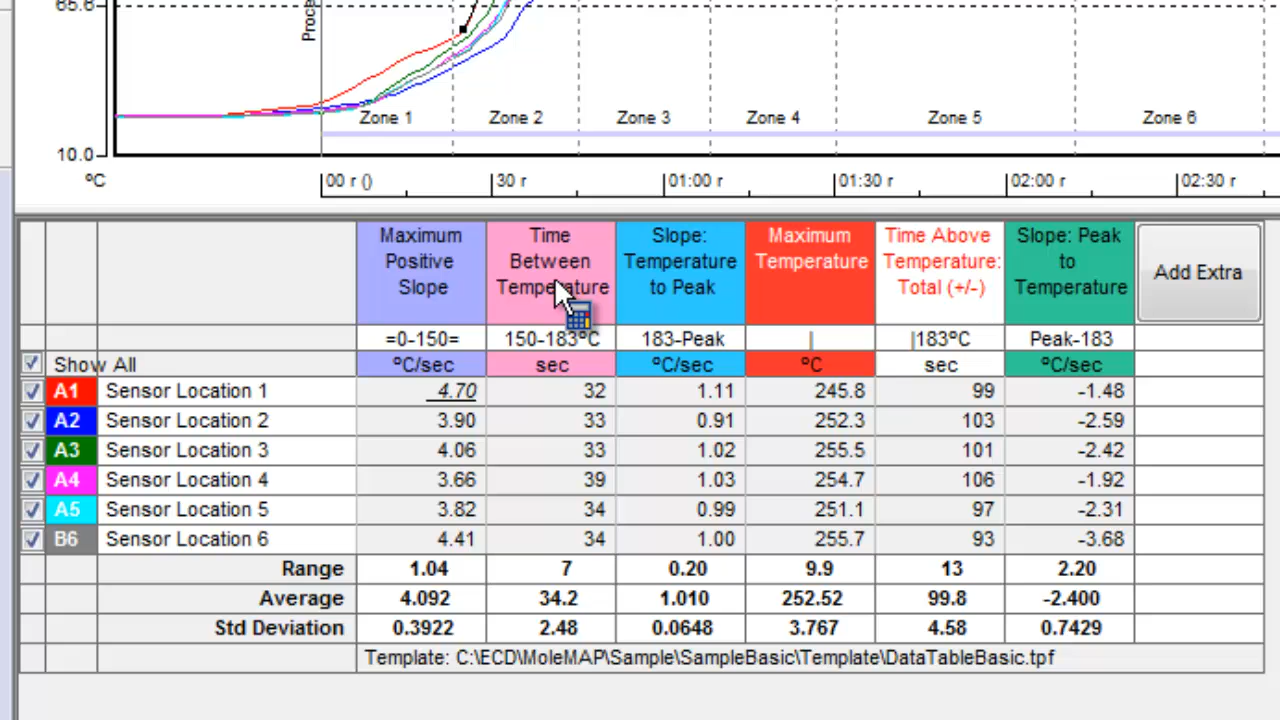 65.8
Proce
Zone 1 Zone 2 Zone 3 Zone 4 Zone 5 Zone 6
10.0
ºC 00 r () 30 r 01:00 r 01:30 r 02:00 r 02:30 r
Maximum Positive Slope
Time Between Temperature
Slope: Temperature to Peak
Maximum Temperature
Time Above Temperature: Total (+/-)
Slope: Peak to Temperature
Add Extra
=0-150= 150-183ºC 183-Peak | |183ºC Peak-183
Show All ºC/sec sec ºC/sec ºC sec ºC/sec
A1 Sensor Location 1 4.70 32 1.11 245.8 99 -1.48
A2 Sensor Location 2 3.90 33 0.91 252.3 103 -2.59
A3 Sensor Location 3 4.06 33 1.02 255.5 101 -2.42
A4 Sensor Location 4 3.66 39 1.03 254.7 106 -1.92
A5 Sensor Location 5 3.82 34 0.99 251.1 97 -2.31
B6 Sensor Location 6 4.41 34 1.00 255.7 93 -3.68
Range 1.04 7 0.20 9.9 13 2.20
Average 4.092 34.2 1.010 252.52 99.8 -2.400
Std Deviation 0.3922 2.48 0.0648 3.767 4.58 0.7429
Template: C:\ECD\MoleMAP\Sample\SampleBasic\Template\DataTableBasic.tpf